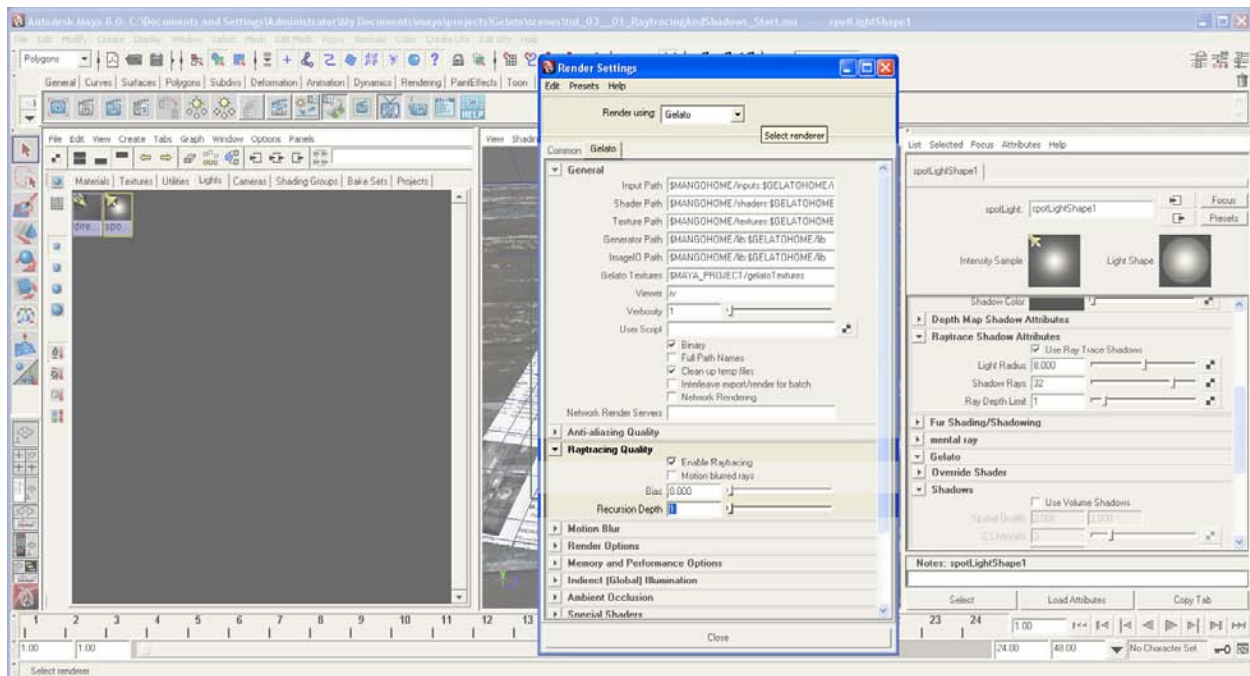 Autodesk Maya 8.0: C:\Documents and Settings\Administrator\My Documents\maya\projects\Gelato\scenes\tut_03__01_RaytracingAndShadows_Start.ma --- spotLightShape1
Polygons
General Curves Surfaces Polygons Subdivs Deformation Animation Dynamics Rendering PaintEffects Toon
HELP
File Edit View Create Tabs Graph Window Options Panels
Materials Textures Utilities Lights Cameras Shading Groups Bake Sets Projects
dire... spo...
View Shadi
Render Settings
Edit Presets Help
Render using Gelato
Select renderer
Common Gelato
General
Input Path $MANGOHOME/inputs:$GELATOHOME/i
Shader Path $MANGOHOME/shaders:$GELATOHOME
Texture Path $MANGOHOME/textures:$GELATOHOME
Generator Path $MANGOHOME/lib:$GELATOHOME/lib
ImageIO Path $MANGOHOME/lib:$GELATOHOME/lib
Gelato Textures $MAYA_PROJECT/gelatoTextures
Viewer iv
Verbosity 1
User Script
Binary
Full Path Names
Clean up temp files
Interleave export/render for batch
Network Rendering
Network Render Servers
Anti-aliasing Quality
Raytracing Quality
Enable Raytracing
Motion blurred rays
Bias 0.000
Recursion Depth 1
Motion Blur
Render Options
Memory and Performance Options
Indirect (Global) Illumination
Ambient Occlusion
Special Shaders
Close
List Selected Focus Attributes Help
spotLightShape1
spotLight: spotLightShape1
Focus
Presets
Intensity Sample Light Shape
Shadow Color
Depth Map Shadow Attributes
Raytrace Shadow Attributes
Use Ray Trace Shadows
Light Radius 8.000
Shadow Rays 32
Ray Depth Limit 1
Fur Shading/Shadowing
mental ray
Gelato
Override Shader
Shadows
Use Volume Shadows
Z Channels 3
Notes: spotLightShape1
Select Load Attributes Copy Tab
1 2 3 4 5 6 7 8 9 10 11 12 13 23 24
1.00
1.00 1.00 24.00 48.00 No Character Set
Select renderer